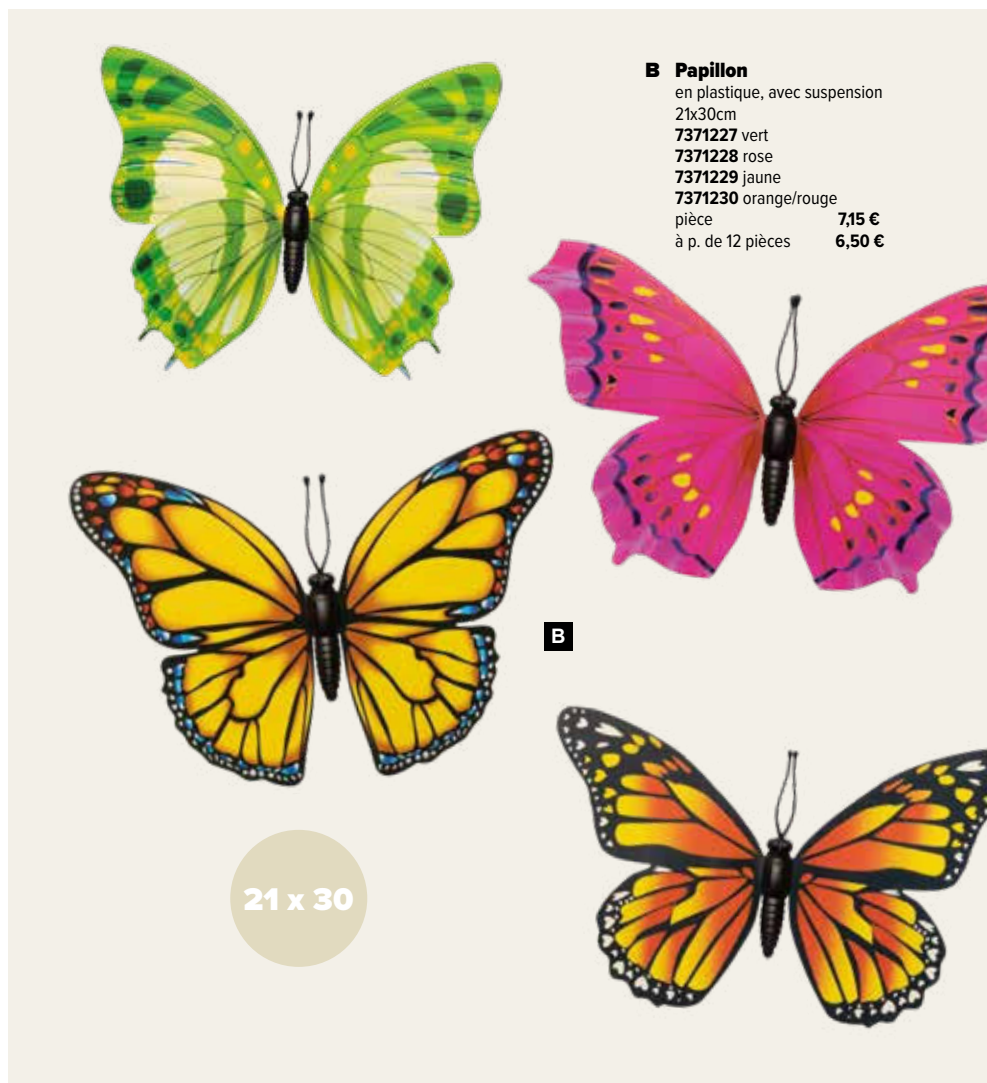 B Papillon
en plastique, avec suspension
21x30cm
7371227 vert
7371228 rose
7371229 jaune
7371230 orange/rouge
pièce 7,15 €
à p. de 12 pièces 6,50 €
B
21 x 30